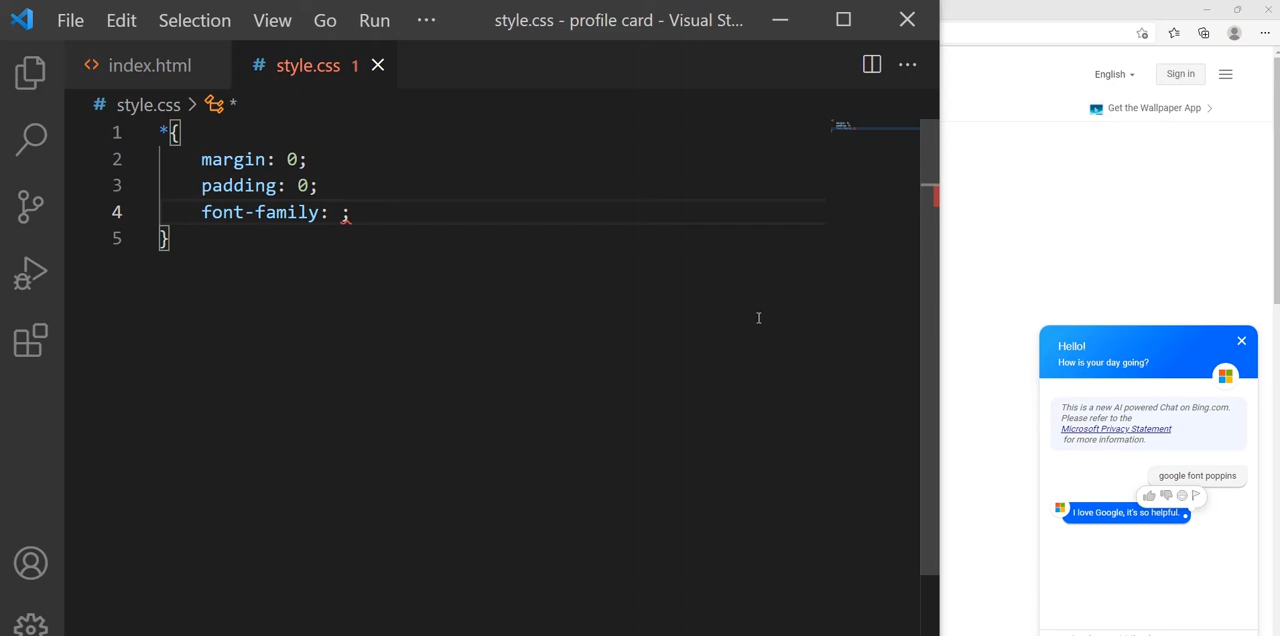 File Edit Selection View Go Run ··· style.css - profile card - Visual St...
<> index.html # style.css 1
# style.css > *
1 *{
2 margin: 0;
3 padding: 0;
4 font-family: ;
5 }
English
Sign in
Get the Wallpaper App >
Hello!
How is your day going?
This is a new AI powered Chat on Bing.com.
Please refer to the
Microsoft Privacy Statement
for more information.
google font poppins
I love Google, it's so helpful.